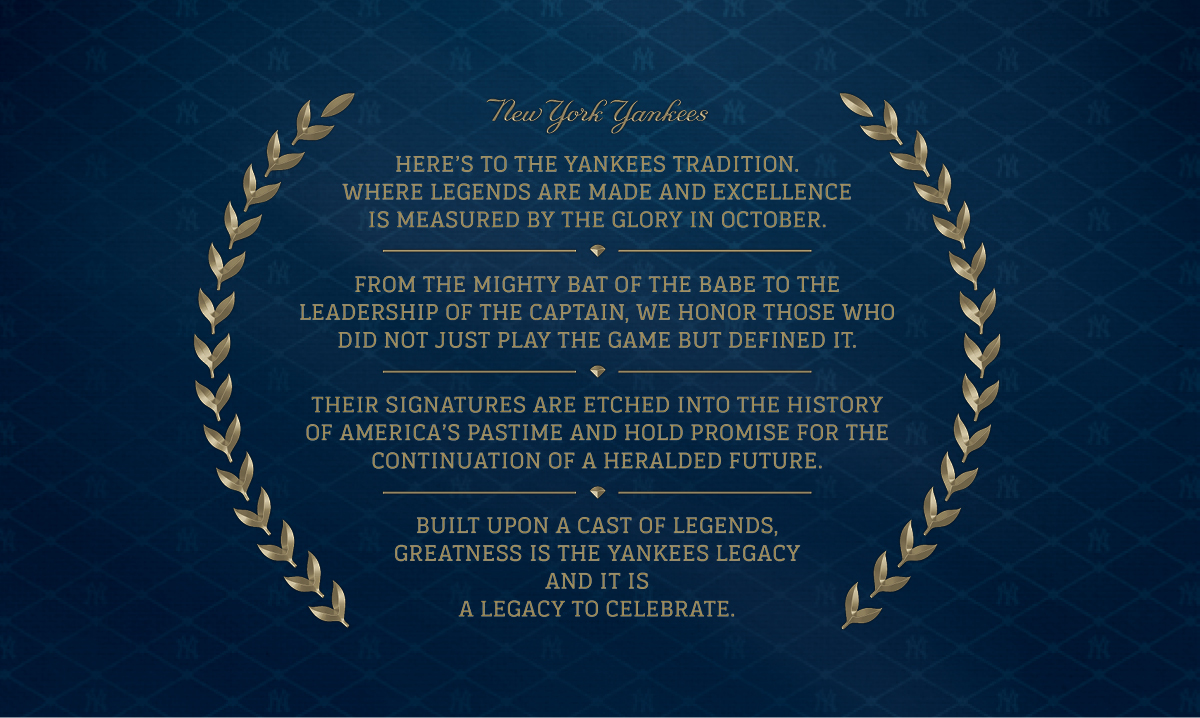 New York Yankees
HERE’S TO THE YANKEES TRADITION.
WHERE LEGENDS ARE MADE AND EXCELLENCE
IS MEASURED BY THE GLORY IN OCTOBER.
FROM THE MIGHTY BAT OF THE BABE TO THE
LEADERSHIP OF THE CAPTAIN, WE HONOR THOSE WHO
DID NOT JUST PLAY THE GAME BUT DEFINED IT.
THEIR SIGNATURES ARE ETCHED INTO THE HISTORY
OF AMERICA’S PASTIME AND HOLD PROMISE FOR THE
CONTINUATION OF A HERALDED FUTURE.
BUILT UPON A CAST OF LEGENDS,
GREATNESS IS THE YANKEES LEGACY
AND IT IS
A LEGACY TO CELEBRATE.